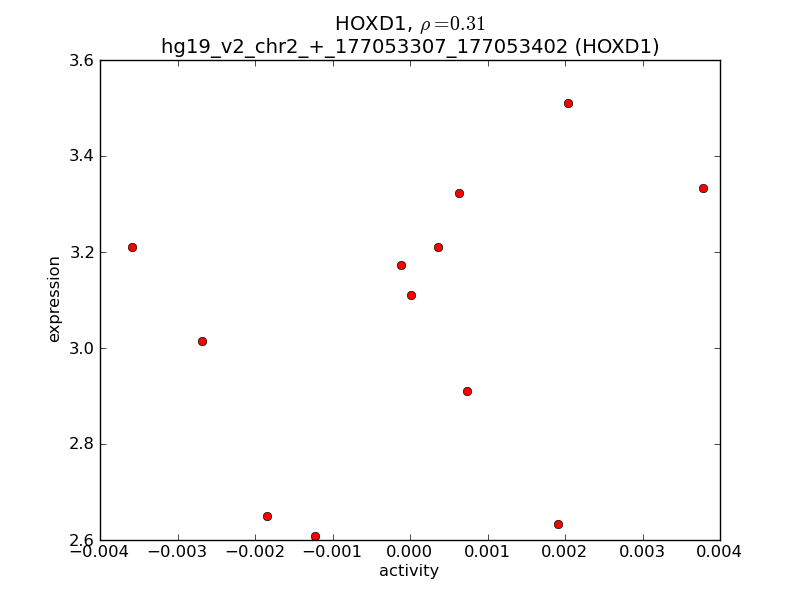 HOXD1, ρ=0.31
hg19_v2_chr2_+_177053307_177053402 (HOXD1)
3.6
3.4
3.2
3.0
2.8
2.6
expression
−0.004 −0.003 −0.002 −0.001 0.000 0.001 0.002 0.003 0.004
activity